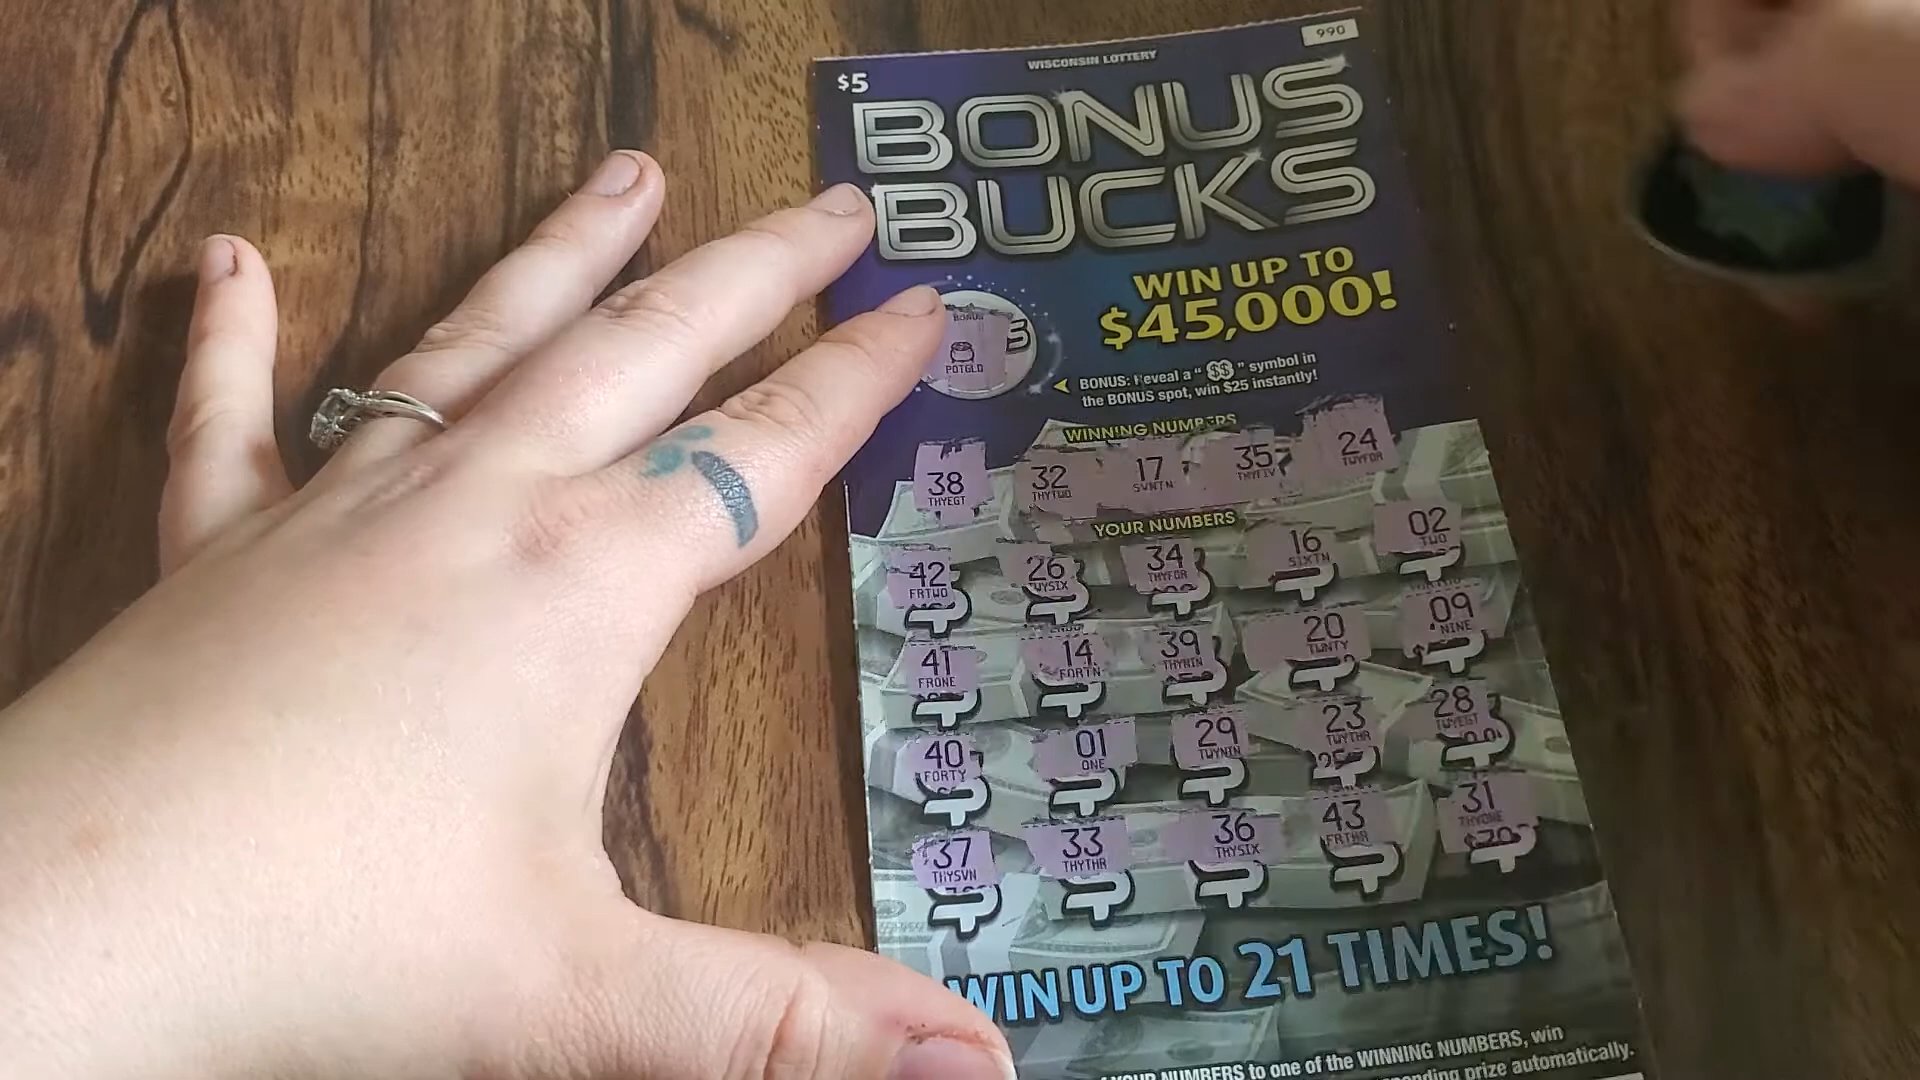 990
WISCONSIN LOTTERY
$5
BONUS
BUCKS
WIN UP TO
$45,000!
BONUS
POTGLD
BONUS: Reveal a "$$" symbol in
the BONUS spot, win $25 instantly!
WINNING NUMBERS
38 32 17 35 24
THYEGT THYTWO SVNTN THYFIV TWYFOR
YOUR NUMBERS
42 26 34 16 02
FRTWO TWYSIX THYFOR SIXTN TWO
41 14 39 20 09
FRONE FORTN THYNIN TWNTY NINE
40 01 29 23 28
FORTY ONE TWYNIN TWYTHR TWYEGT
37 33 36 43 31
THYSVN THYTHR THYSIX FRTHR THYONE
WIN UP TO 21 TIMES!
YOUR NUMBERS to one of the WINNING NUMBERS, win
prize automatically.